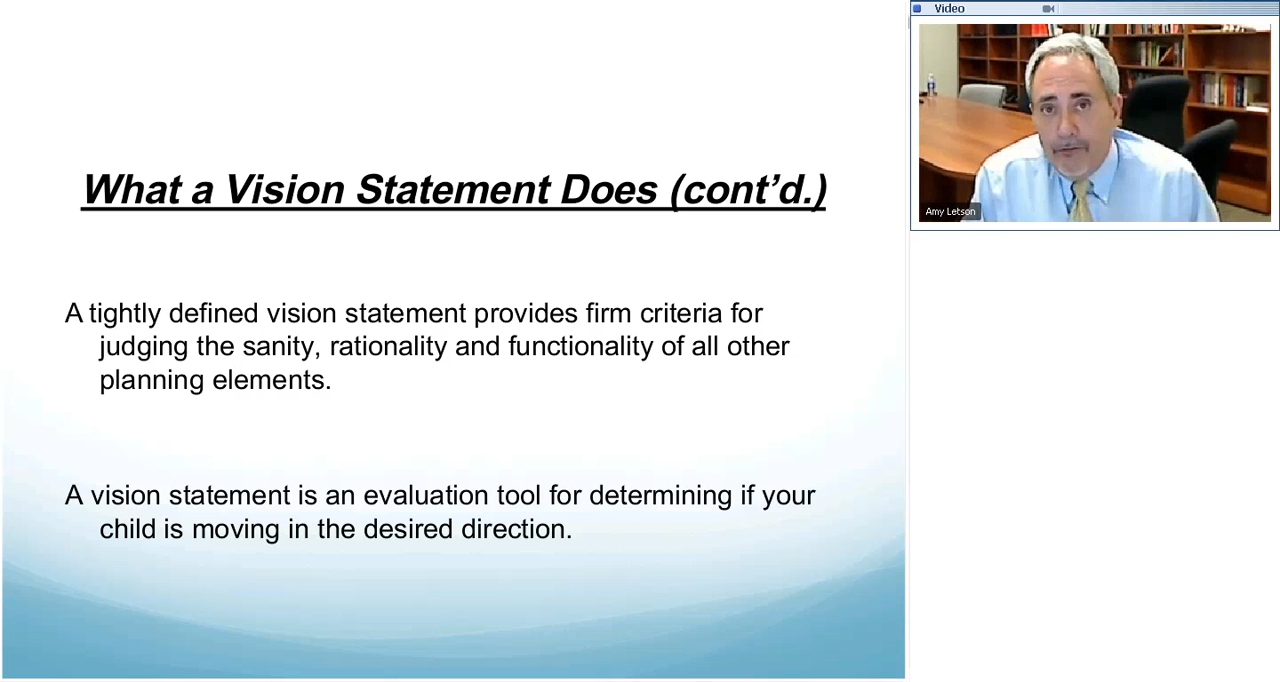 Video
Amy Letson
What a Vision Statement Does (cont’d.)
A tightly defined vision statement provides firm criteria for
judging the sanity, rationality and functionality of all other
planning elements.
A vision statement is an evaluation tool for determining if your
child is moving in the desired direction.